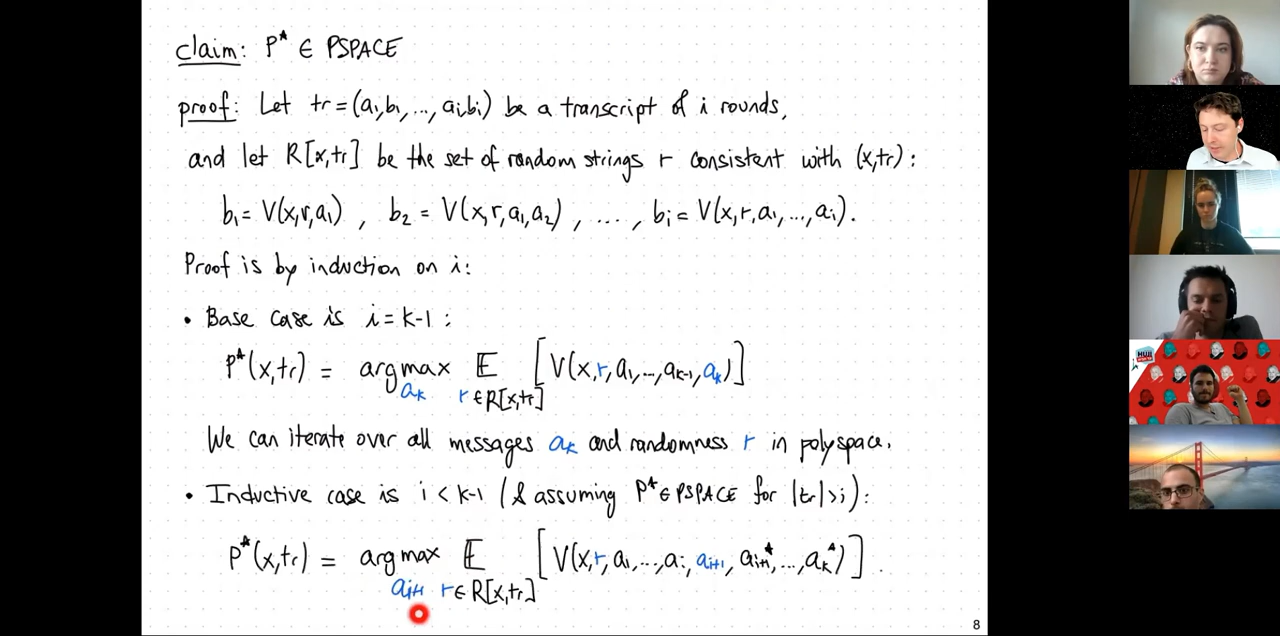 claim: P* ∈ PSPACE
proof: Let tr = (a₁,b₁,...,aᵢ,bᵢ) be a transcript of i rounds,
and let R[x,tr] be the set of random strings r consistent with (x,tr):
b₁ = V(x,r,a₁) , b₂ = V(x,r,a₁,a₂) , ... , bᵢ = V(x,r,a₁,...,aᵢ).
Proof is by induction on i:
• Base case is i = k-1 :
P*(x,tr) = argmax 𝔼 [V(x,r,a₁,...,aₖ₋₁,aₖ)]
aₖ r∈R[x,tr]
We can iterate over all messages aₖ and randomness r in polyspace.
• Inductive case is i < k-1 (& assuming P* ∈ PSPACE for |tr| > i):
P*(x,tr) = argmax 𝔼 [V(x,r,a₁,...,aᵢ,aᵢ₊₁,aᵢ₊₁*,...,aₖ*)] .
aᵢ₊₁ r∈R[x,tr]
8